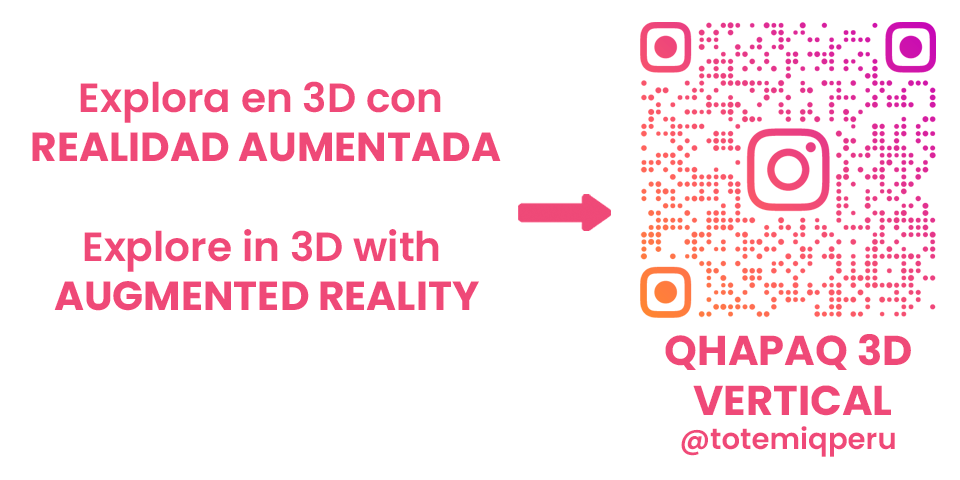 Explora en 3D con
REALIDAD AUMENTADA
Explore in 3D with
AUGMENTED REALITY
QHAPAQ 3D
VERTICAL
@totemiqperu